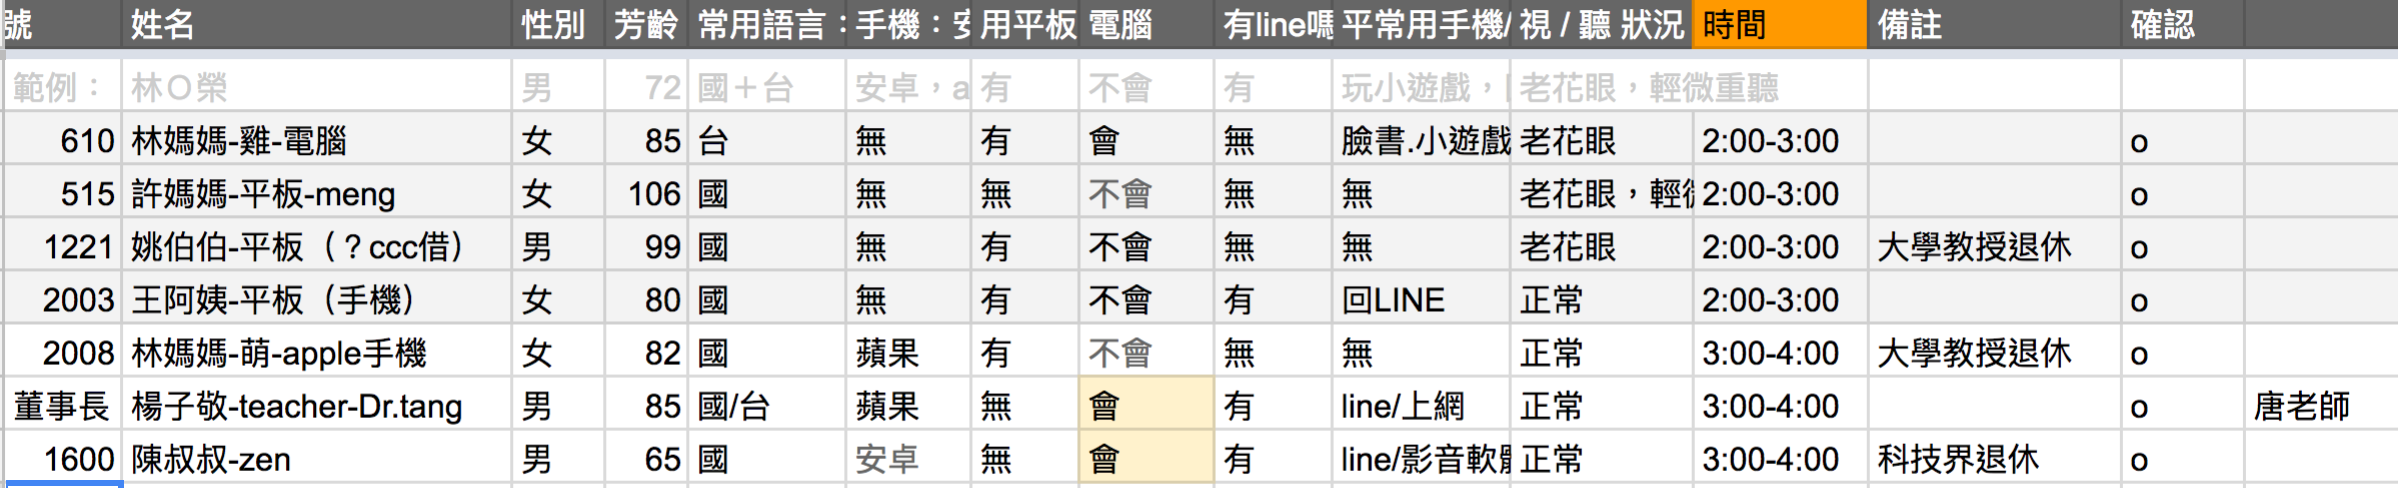 號 姓名 性別 芳齡 常用語言： 手機：安 用平板 電腦 有line嗎 平常用手機/ 視 / 聽 狀況 時間 備註 確認
範例： 林Ｏ榮 男 72 國＋台 安卓，a 有 不會 有 玩小遊戲， 老花眼，輕微重聽
610 林媽媽-雞-電腦 女 85 台 無 有 會 無 臉書.小遊戲 老花眼 2:00-3:00 o
515 許媽媽-平板-meng 女 106 國 無 無 不會 無 無 老花眼，輕微 2:00-3:00 o
1221 姚伯伯-平板（？ccc借） 男 99 國 無 有 不會 無 無 老花眼 2:00-3:00 大學教授退休 o
2003 王阿姨-平板（手機） 女 80 國 無 有 不會 有 回LINE 正常 2:00-3:00 o
2008 林媽媽-萌-apple手機 女 82 國 蘋果 有 不會 無 無 正常 3:00-4:00 大學教授退休 o
董事長 楊子敬-teacher-Dr.tang 男 85 國/台 蘋果 無 會 有 line/上網 正常 3:00-4:00 o 唐老師
1600 陳叔叔-zen 男 65 國 安卓 無 會 有 line/影音軟體 正常 3:00-4:00 科技界退休 o